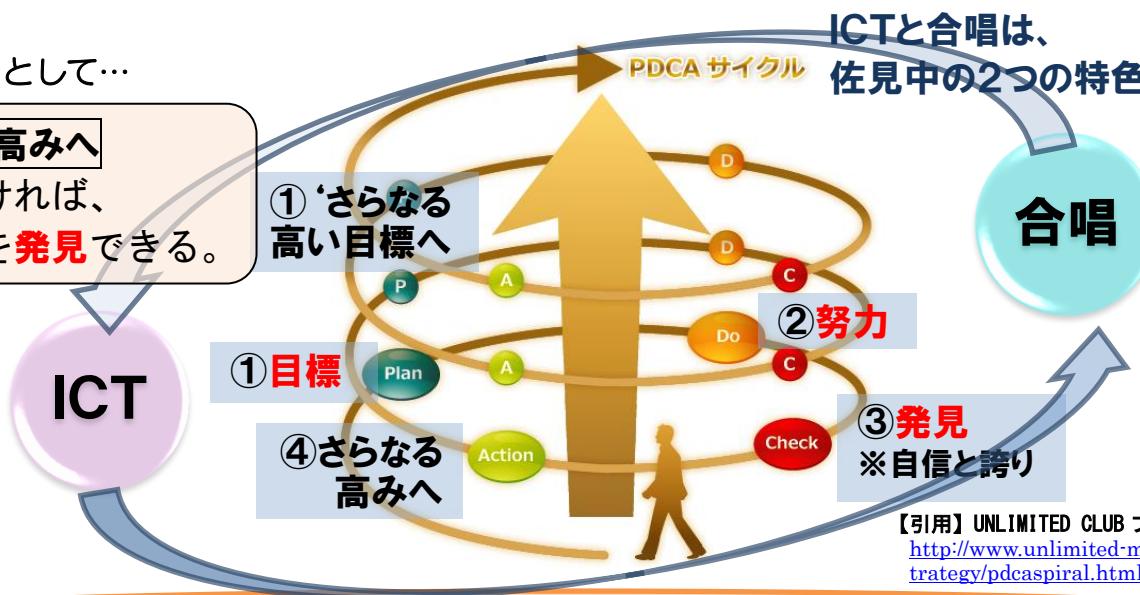 として…
高みへ
ければ、
を発見できる。
ICTと合唱は、
佐見中の2つの特色
PDCA サイクル
合唱
ICT
①‘さらなる
高い目標へ
D
D
P
A
C
②努力
Do
①目標
Plan
A
C
③発見
※自信と誇り
Check
④さらなる
高みへ
Action
【引用】UNLIMITED CLUB
http://www.unlimited-m
trategy/pdcaspiral.html